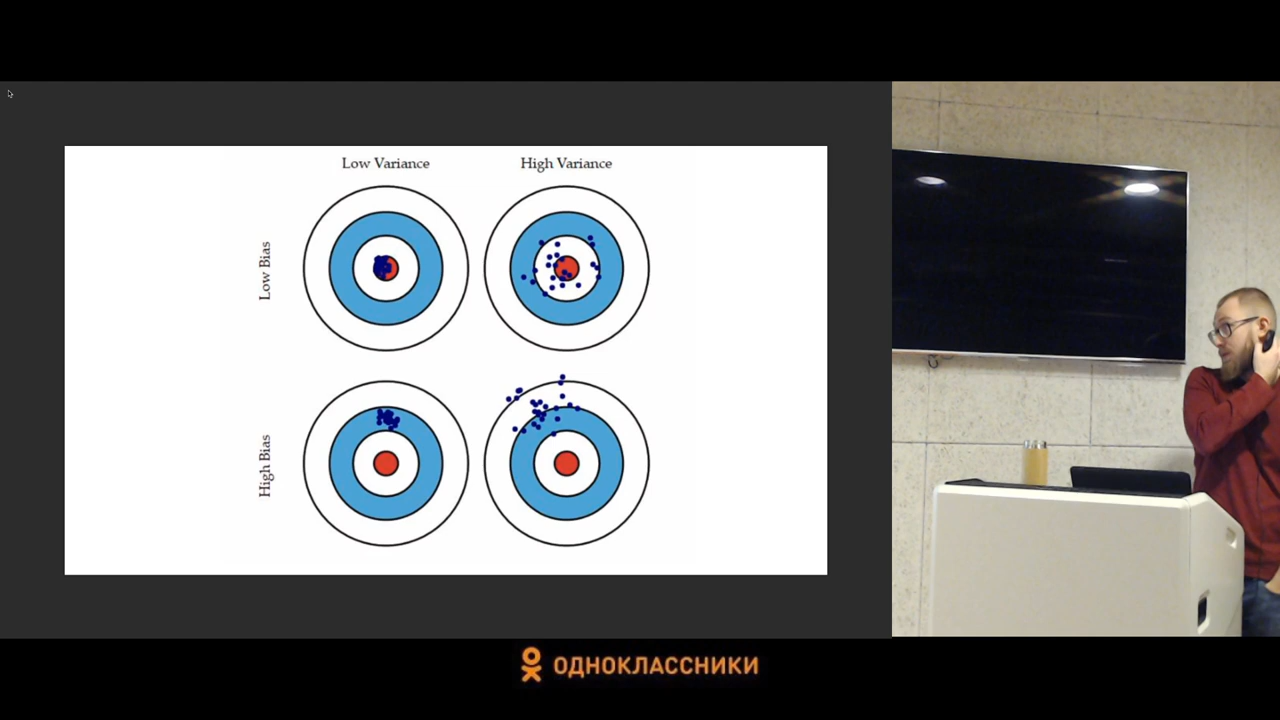 Low Variance
High Variance
Low Bias
High Bias
ОДНОКЛАССНИКИ